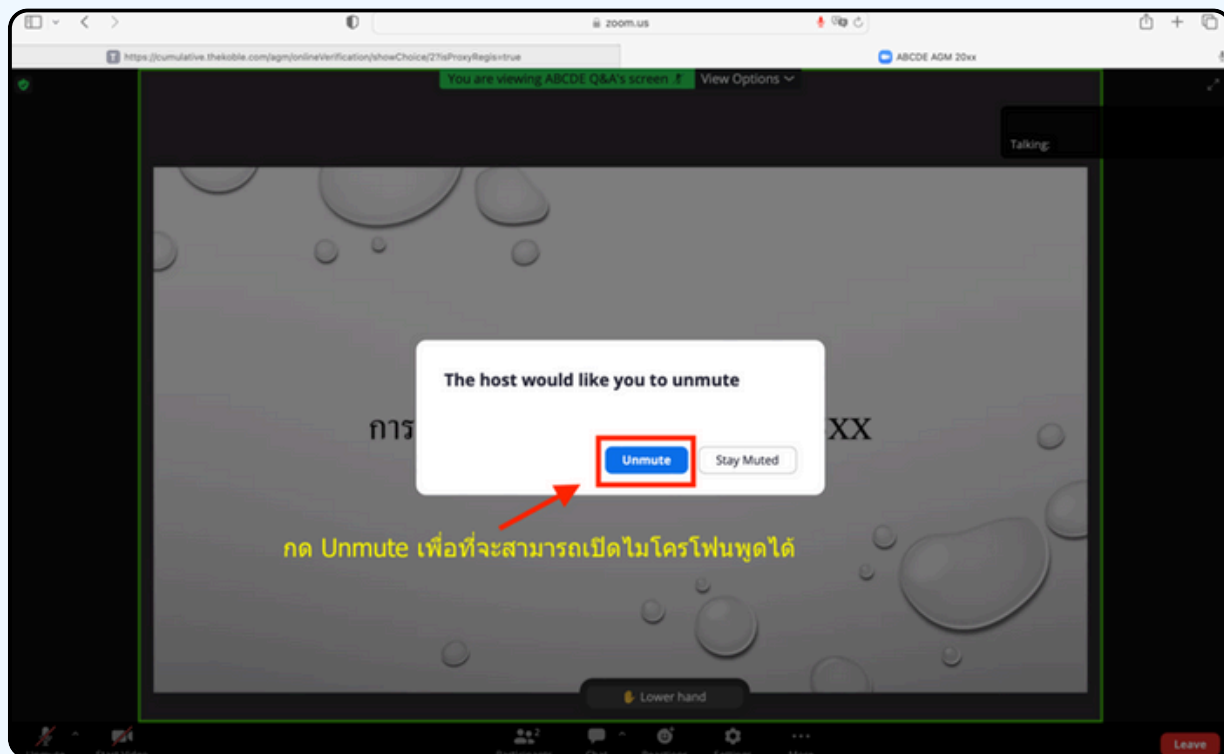 zoom.us
https://cumulative.thekoble.com/agm/onlineVerification/showChoice/2?isProxyRegis=true
ABCDE AGM 20xx
You are viewing ABCDE Q&A's screen
View Options
Talking:
The host would like you to unmute
การ
XX
Unmute
Stay Muted
กด Unmute เพื่อที่จะสามารถเปิดไมโครโฟนพูดได้
Lower hand
2
Leave